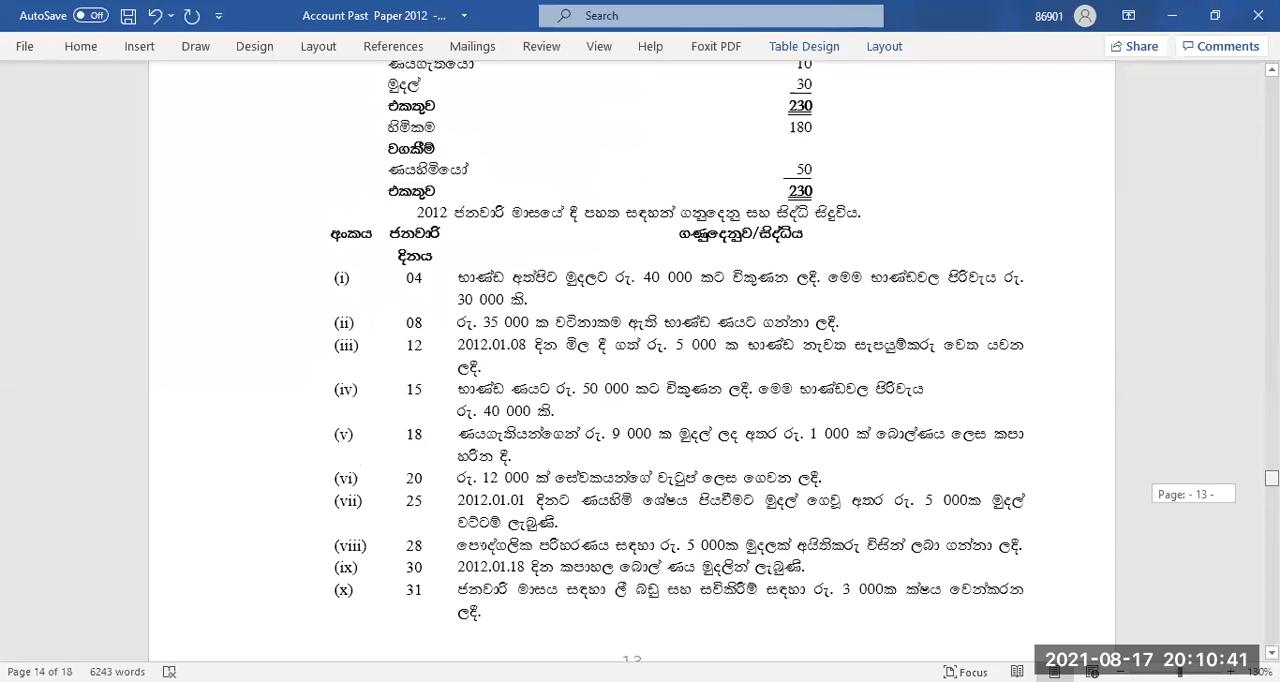 AutoSave Off Account Past Paper 2012 -... Search 86901
File Home Insert Draw Design Layout References Mailings Review View Help Foxit PDF Table Design Layout Share Comments
ණයගැතියෝ 10
මුදල් 30
එකතුව 230
හිමිකම 180
වගකීම්
ණයහිමියෝ 50
එකතුව 230
2012 ජනවාරි මාසයේ දී පහත සඳහන් ගනුදෙනු සහ සිද්ධි සිදුවිය.
අංකය ජනවාරි ගණුදෙනුව/සිද්ධිය
දිනය
(i) 04 භාණ්ඩ අත්පිට මුදලට රු. 40 000 කට විකුණන ලදී. මෙම භාණ්ඩවල පිරිවැය රු.
30 000 කි.
(ii) 08 රු. 35 000 ක වටිනාකම ඇති භාණ්ඩ ණයට ගන්නා ලදී.
(iii) 12 2012.01.08 දින මිල දී ගත් රු. 5 000 ක භාණ්ඩ නැවත සැපයුම්කරු වෙත යවන
ලදී.
(iv) 15 භාණ්ඩ ණයට රු. 50 000 කට විකුණන ලදී. මෙම භාණ්ඩවල පිරිවැය
රු. 40 000 කි.
(v) 18 ණයගැතියන්ගෙන් රු. 9 000 ක මුදල් ලද අතර රු. 1 000 ක් බොල්ණය ලෙස කපා
හරින දී.
(vi) 20 රු. 12 000 ක් සේවකයන්ගේ වැටුප් ලෙස ගෙවන ලදී.
(vii) 25 2012.01.01 දිනට ණයහිමි ශේෂය පියවීමට මුදල් ගෙවූ අතර රු. 5 000ක මුදල්
වට්ටම් ලැබුණි.
(viii) 28 පෞද්ගලික පරිහරණය සඳහා රු. 5 000ක මුදලක් අයිතිකරු විසින් ලබා ගන්නා ලදී.
(ix) 30 2012.01.18 දින කපාහල බොල් ණය මුදලින් ලැබුණි.
(x) 31 ජනවාරි මාසය සඳහා ලී බඩු සහ සවිකිරීම් සඳහා රු. 3 000ක ක්ෂය වෙන්කරන
ලදී.
Page: - 13 -
13
2021-08-17 20:10:41
Page 14 of 18 6243 words Focus 130%